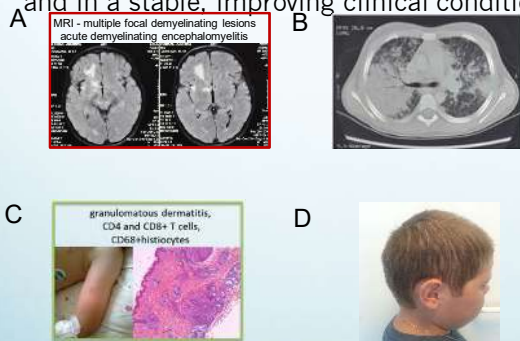 and in a stable, improving clinical conditio
A
MRI - multiple focal demyelinating lesions
acute demyelinating encephalomyelitis
B
C
granulomatous dermatitis,
CD4 and CD8+ T cells,
CD68+histiocytes
D